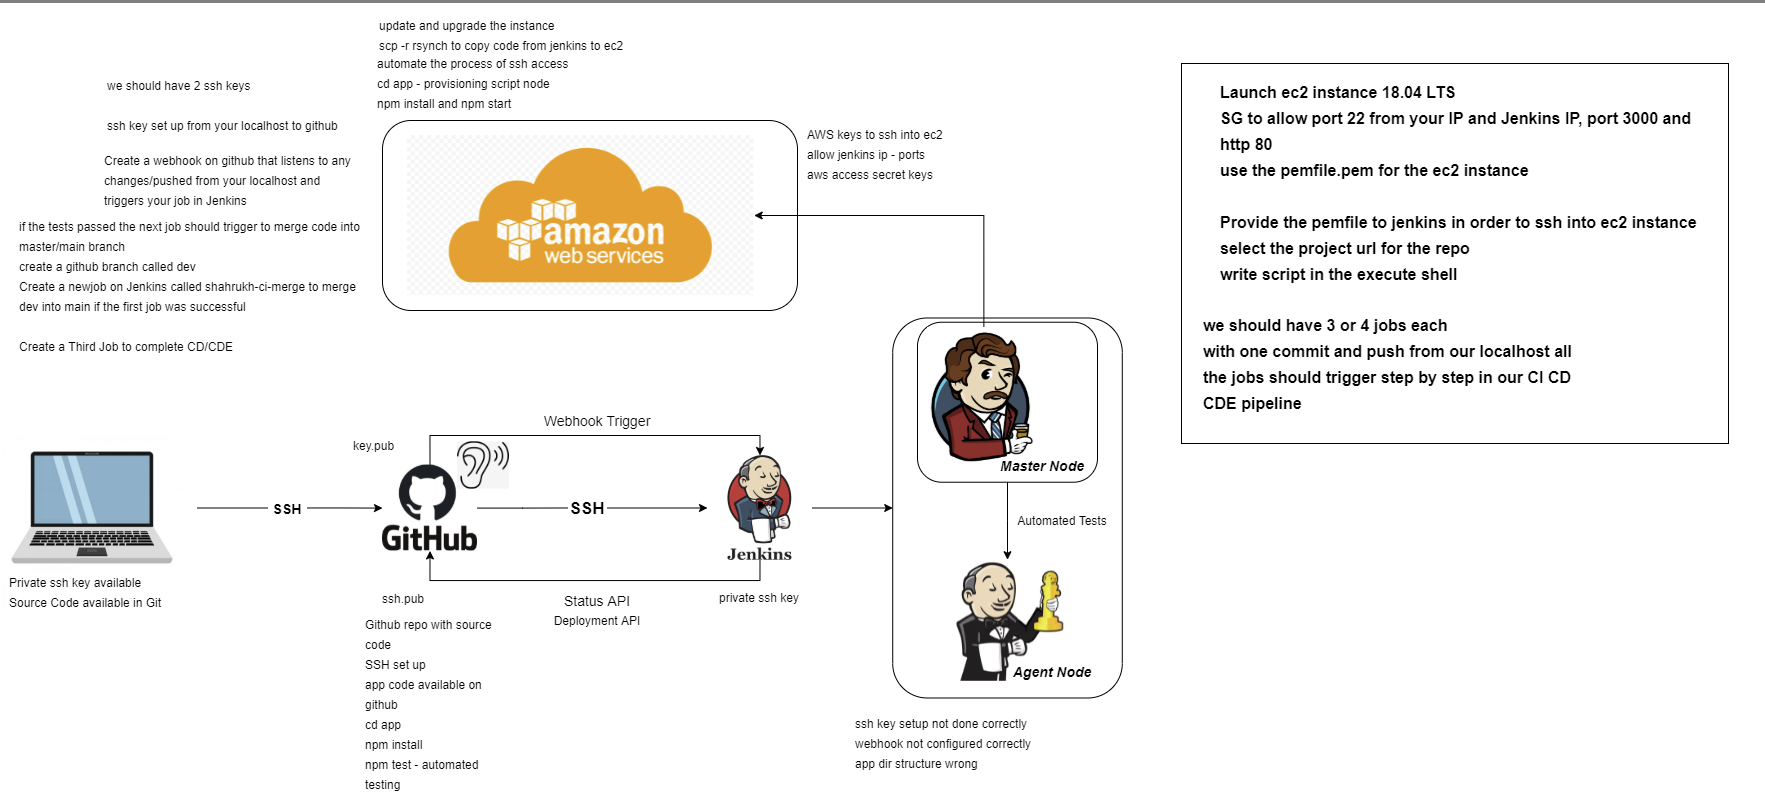 update and upgrade the instance
scp -r rsynch to copy code from jenkins to ec2
automate the process of ssh access
cd app - provisioning script node
npm install and npm start
we should have 2 ssh keys
ssh key set up from your localhost to github
Create a webhook on github that listens to any
changes/pushed from your localhost and
triggers your job in Jenkins
if the tests passed the next job should trigger to merge code into
master/main branch
create a github branch called dev
Create a newjob on Jenkins called shahrukh-ci-merge to merge
dev into main if the first job was successful
Create a Third Job to complete CD/CDE
amazon
web services
AWS keys to ssh into ec2
allow jenkins ip - ports
aws access secret keys
Launch ec2 instance 18.04 LTS
SG to allow port 22 from your IP and Jenkins IP, port 3000 and
http 80
use the pemfile.pem for the ec2 instance
Provide the pemfile to jenkins in order to ssh into ec2 instance
select the project url for the repo
write script in the execute shell
we should have 3 or 4 jobs each
with one commit and push from our localhost all
the jobs should trigger step by step in our CI CD
CDE pipeline
Webhook Trigger
key.pub
SSH
GitHub
SSH
Jenkins
Master Node
Automated Tests
Agent Node
Private ssh key available
Source Code available in Git
ssh.pub
Status API
Deployment API
private ssh key
Github repo with source
code
SSH set up
app code available on
github
cd app
npm install
npm test - automated
testing
ssh key setup not done correctly
webhook not configured correctly
app dir structure wrong